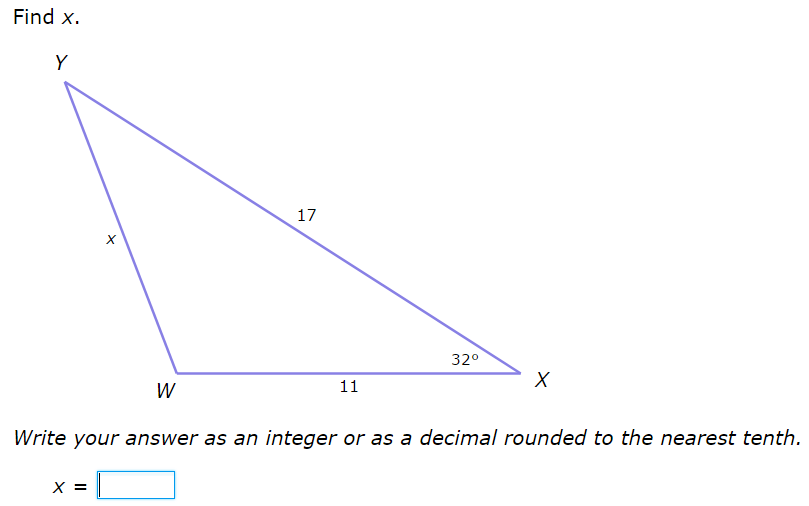 Find x.
Y
17
x
32°
X
11
W
Write your answer as an integer or as a decimal rounded to the nearest tenth.
x =